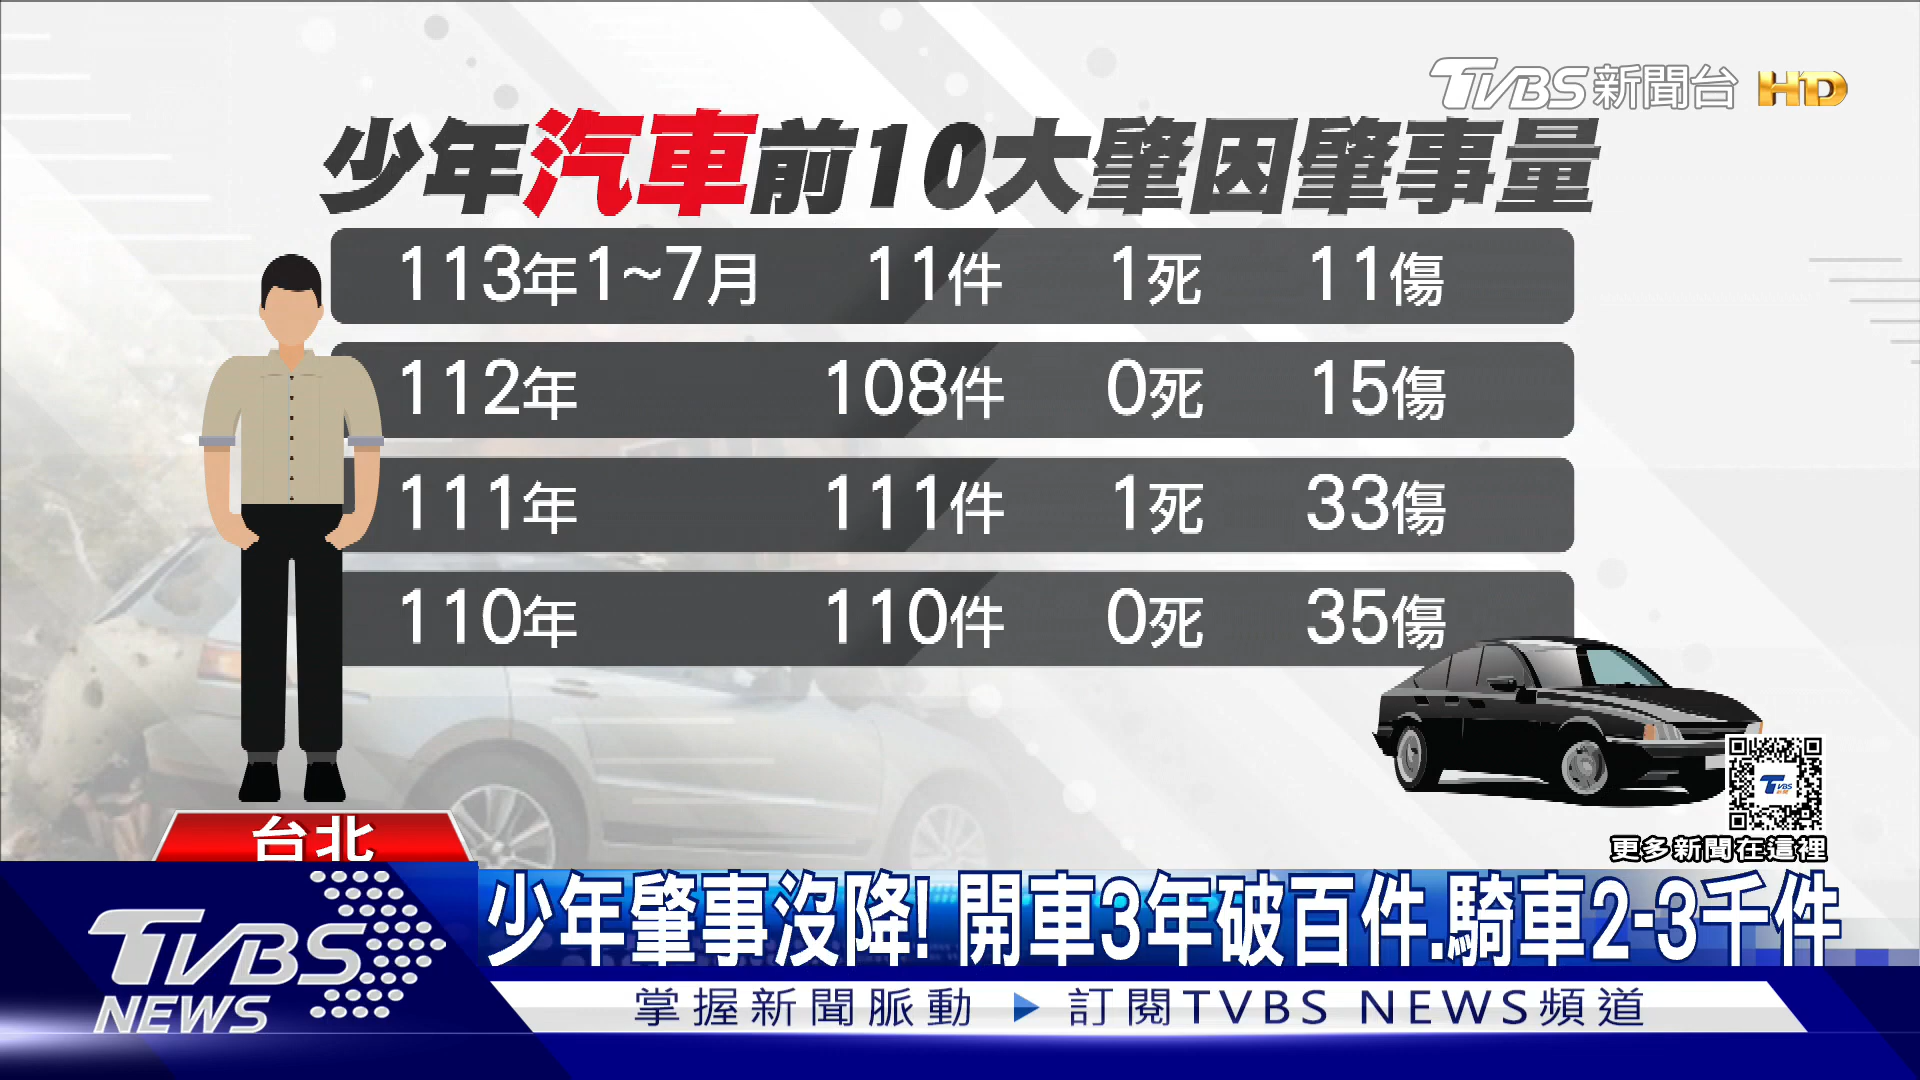 TVBS新聞台 HD
少年汽車前10大肇因肇事量
113年1~7月 11件 1死 11傷
112年 108件 0死 15傷
111年 111件 1死 33傷
110年 110件 0死 35傷
TVBS新聞
更多新聞在這裡
台北
少年肇事沒降! 開車3年破百件.騎車2-3千件
TVBS NEWS
掌握新聞脈動 ▶ 訂閱TVBS NEWS頻道